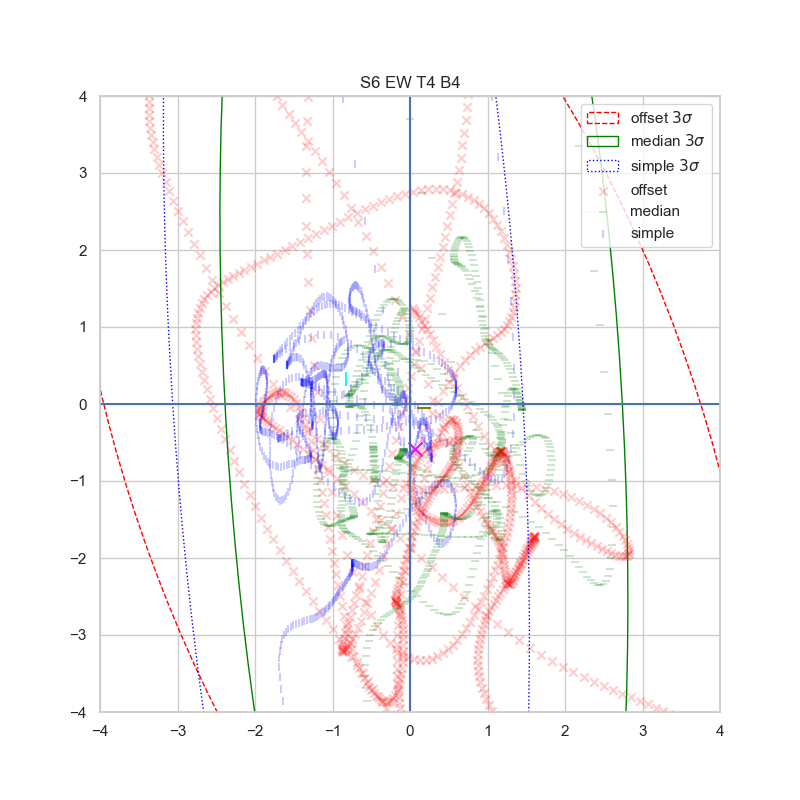 S6 EW T4 B4
4
3
2
1
0
−1
−2
−3
−4
−4 −3 −2 −1 0 1 2 3 4
offset 3σ
median 3σ
simple 3σ
offset
median
simple